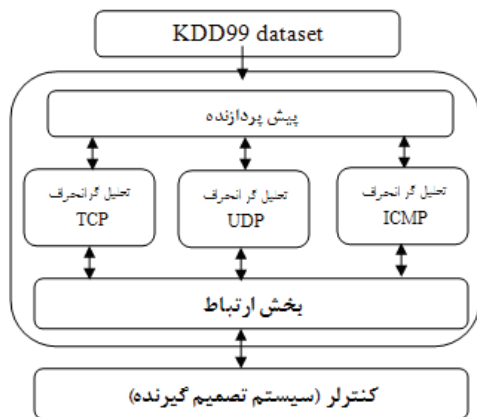 KDD99 dataset
پیش پردازنده
تحلیل گر انحراف
TCP
تحلیل گر انحراف
UDP
تحلیل گر انحراف
ICMP
بخش ارتباط
کنترلر (سیستم تصمیم گیرنده)